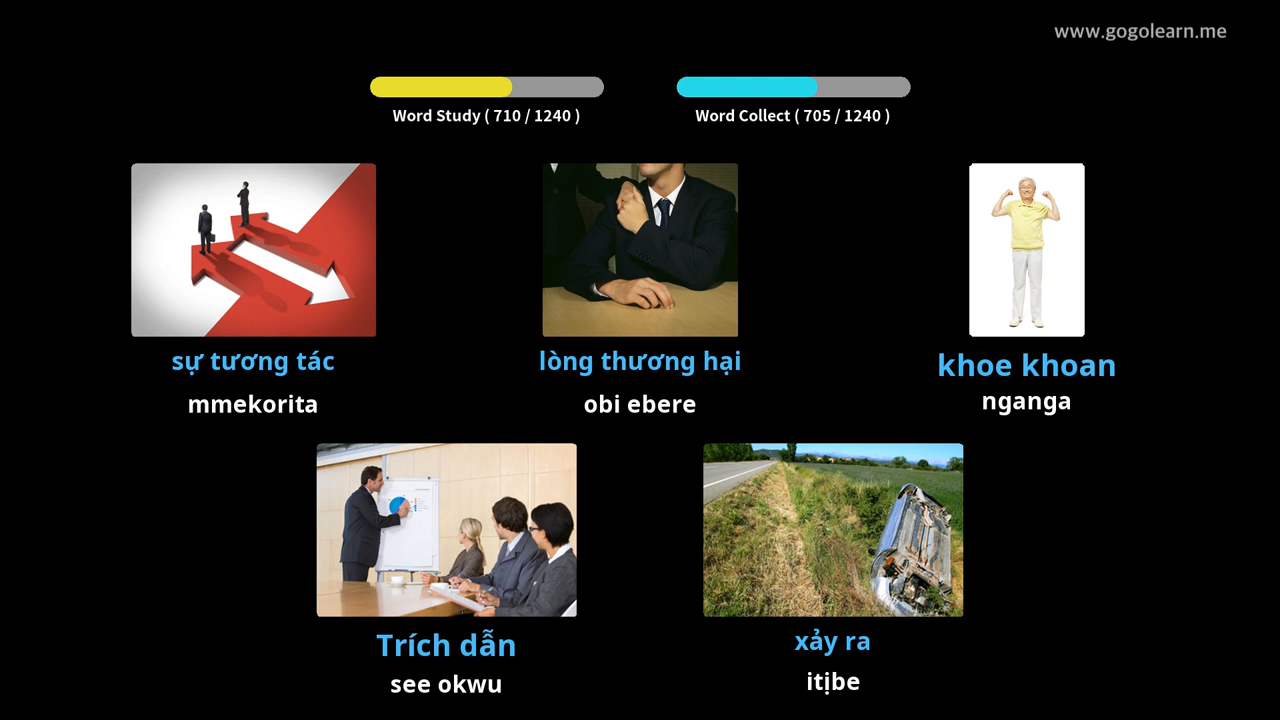 www.gogolearn.me
Word Study ( 710 / 1240 )
Word Collect ( 705 / 1240 )
sự tương tác
mmekorita
lòng thương hại
obi ebere
khoe khoan
nganga
Trích dẫn
see okwu
xảy ra
itịbe